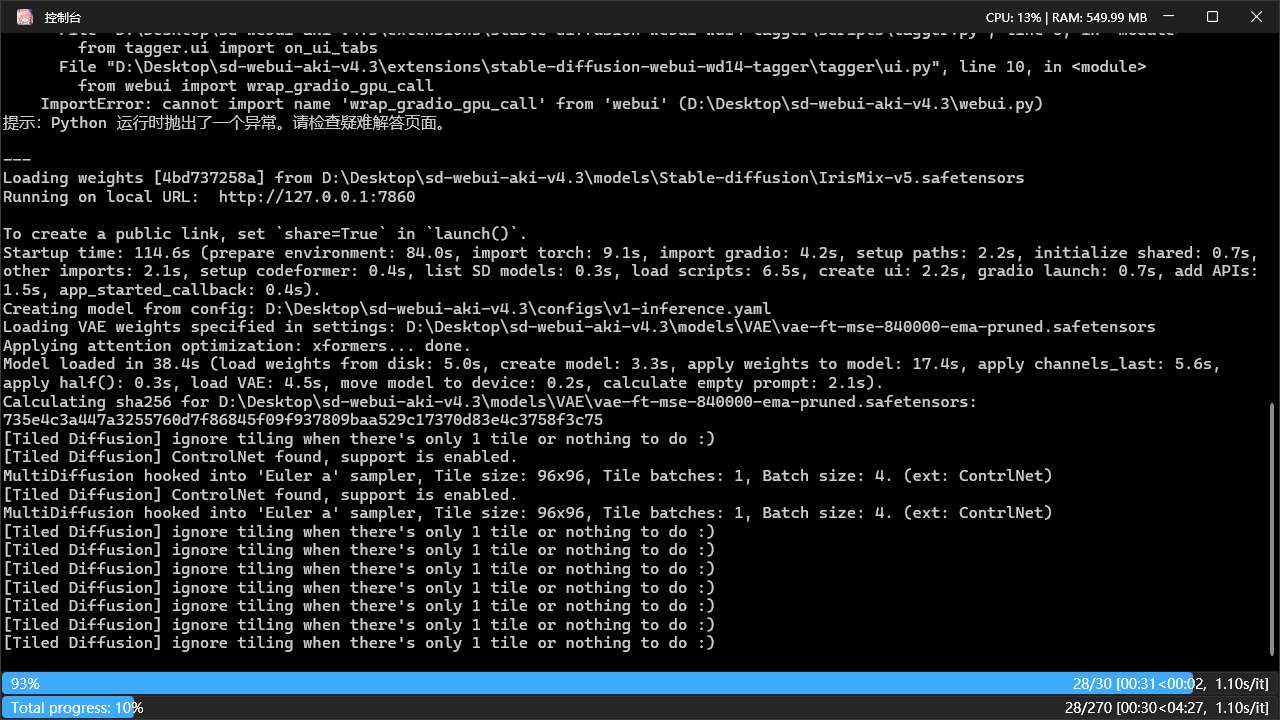 控制台
CPU: 13% | RAM: 549.99 MB
from tagger.ui import on_ui_tabs
File "D:\Desktop\sd-webui-aki-v4.3\extensions\stable-diffusion-webui-wd14-tagger\tagger\ui.py", line 10, in <module>
from webui import wrap_gradio_gpu_call
ImportError: cannot import name 'wrap_gradio_gpu_call' from 'webui' (D:\Desktop\sd-webui-aki-v4.3\webui.py)
提示: Python 运行时抛出了一个异常。请检查疑难解答页面。
---
Loading weights [4bd737258a] from D:\Desktop\sd-webui-aki-v4.3\models\Stable-diffusion\IrisMix-v5.safetensors
Running on local URL:  http://127.0.0.1:7860
To create a public link, set `share=True` in `launch()`.
Startup time: 114.6s (prepare environment: 84.0s, import torch: 9.1s, import gradio: 4.2s, setup paths: 2.2s, initialize shared: 0.7s,
other imports: 2.1s, setup codeformer: 0.4s, list SD models: 0.3s, load scripts: 6.5s, create ui: 2.2s, gradio launch: 0.7s, add APIs:
1.5s, app_started_callback: 0.4s).
Creating model from config: D:\Desktop\sd-webui-aki-v4.3\configs\v1-inference.yaml
Loading VAE weights specified in settings: D:\Desktop\sd-webui-aki-v4.3\models\VAE\vae-ft-mse-840000-ema-pruned.safetensors
Applying attention optimization: xformers... done.
Model loaded in 38.4s (load weights from disk: 5.0s, create model: 3.3s, apply weights to model: 17.4s, apply channels_last: 5.6s,
apply half(): 0.3s, load VAE: 4.5s, move model to device: 0.2s, calculate empty prompt: 2.1s).
Calculating sha256 for D:\Desktop\sd-webui-aki-v4.3\models\VAE\vae-ft-mse-840000-ema-pruned.safetensors:
735e4c3a447a3255760d7f86845f09f937809baa529c17370d83e4c3758f3c75
[Tiled Diffusion] ignore tiling when there's only 1 tile or nothing to do :)
[Tiled Diffusion] ControlNet found, support is enabled.
MultiDiffusion hooked into 'Euler a' sampler, Tile size: 96x96, Tile batches: 1, Batch size: 4. (ext: ContrlNet)
[Tiled Diffusion] ControlNet found, support is enabled.
MultiDiffusion hooked into 'Euler a' sampler, Tile size: 96x96, Tile batches: 1, Batch size: 4. (ext: ContrlNet)
[Tiled Diffusion] ignore tiling when there's only 1 tile or nothing to do :)
[Tiled Diffusion] ignore tiling when there's only 1 tile or nothing to do :)
[Tiled Diffusion] ignore tiling when there's only 1 tile or nothing to do :)
[Tiled Diffusion] ignore tiling when there's only 1 tile or nothing to do :)
[Tiled Diffusion] ignore tiling when there's only 1 tile or nothing to do :)
[Tiled Diffusion] ignore tiling when there's only 1 tile or nothing to do :)
[Tiled Diffusion] ignore tiling when there's only 1 tile or nothing to do :)
93%
28/30 [00:31<00:02,  1.10s/it]
Total progress: 10%
28/270 [00:30<04:27,  1.10s/it]